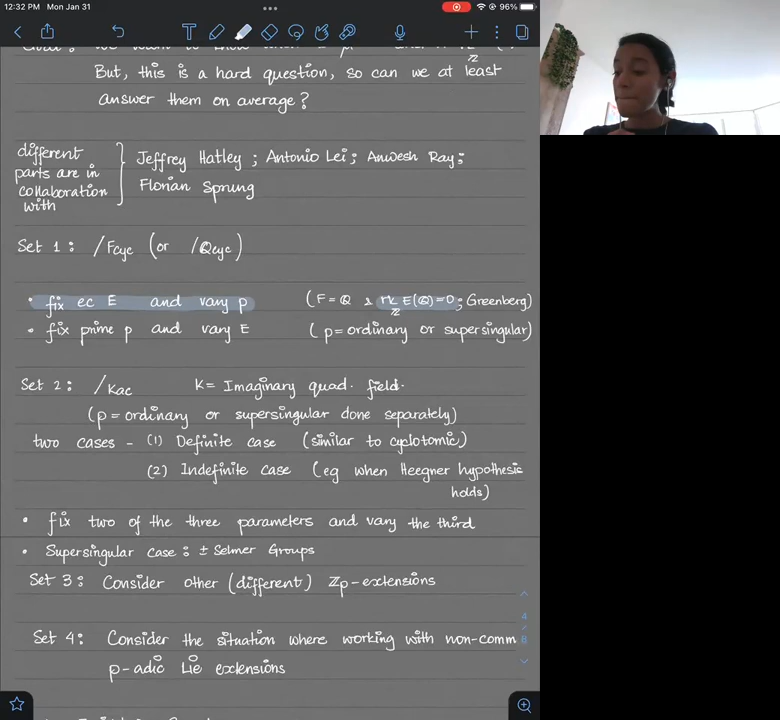 12:32 PM Mon Jan 31
96%
But, this is a hard question, so can we at least
answer them on average?
different
parts are in
collaboration
with
Jeffrey Hatley ; Antonio Lei ; Anwesh Ray ;
Florian Sprung
Set 1 : /Fcyc (or /Qcyc)
• fix ec E and vary p (F = Q & rk_Z E(Q)=0 ; Greenberg)
• fix prime p and vary E (p = ordinary or supersingular)
Set 2 : /Kac K = Imaginary quad. field.
(p = ordinary or supersingular done separately)
two cases - (1) Definite case (similar to cyclotomic)
(2) Indefinite case (eg when Heegner hypothesis
holds)
• fix two of the three parameters and vary the third
• Supersingular case : ± Selmer Groups
Set 3 : Consider other (different) Zp-extensions
Set 4 : Consider the situation where working with non-comm
p-adic Lie extensions
4
/
8